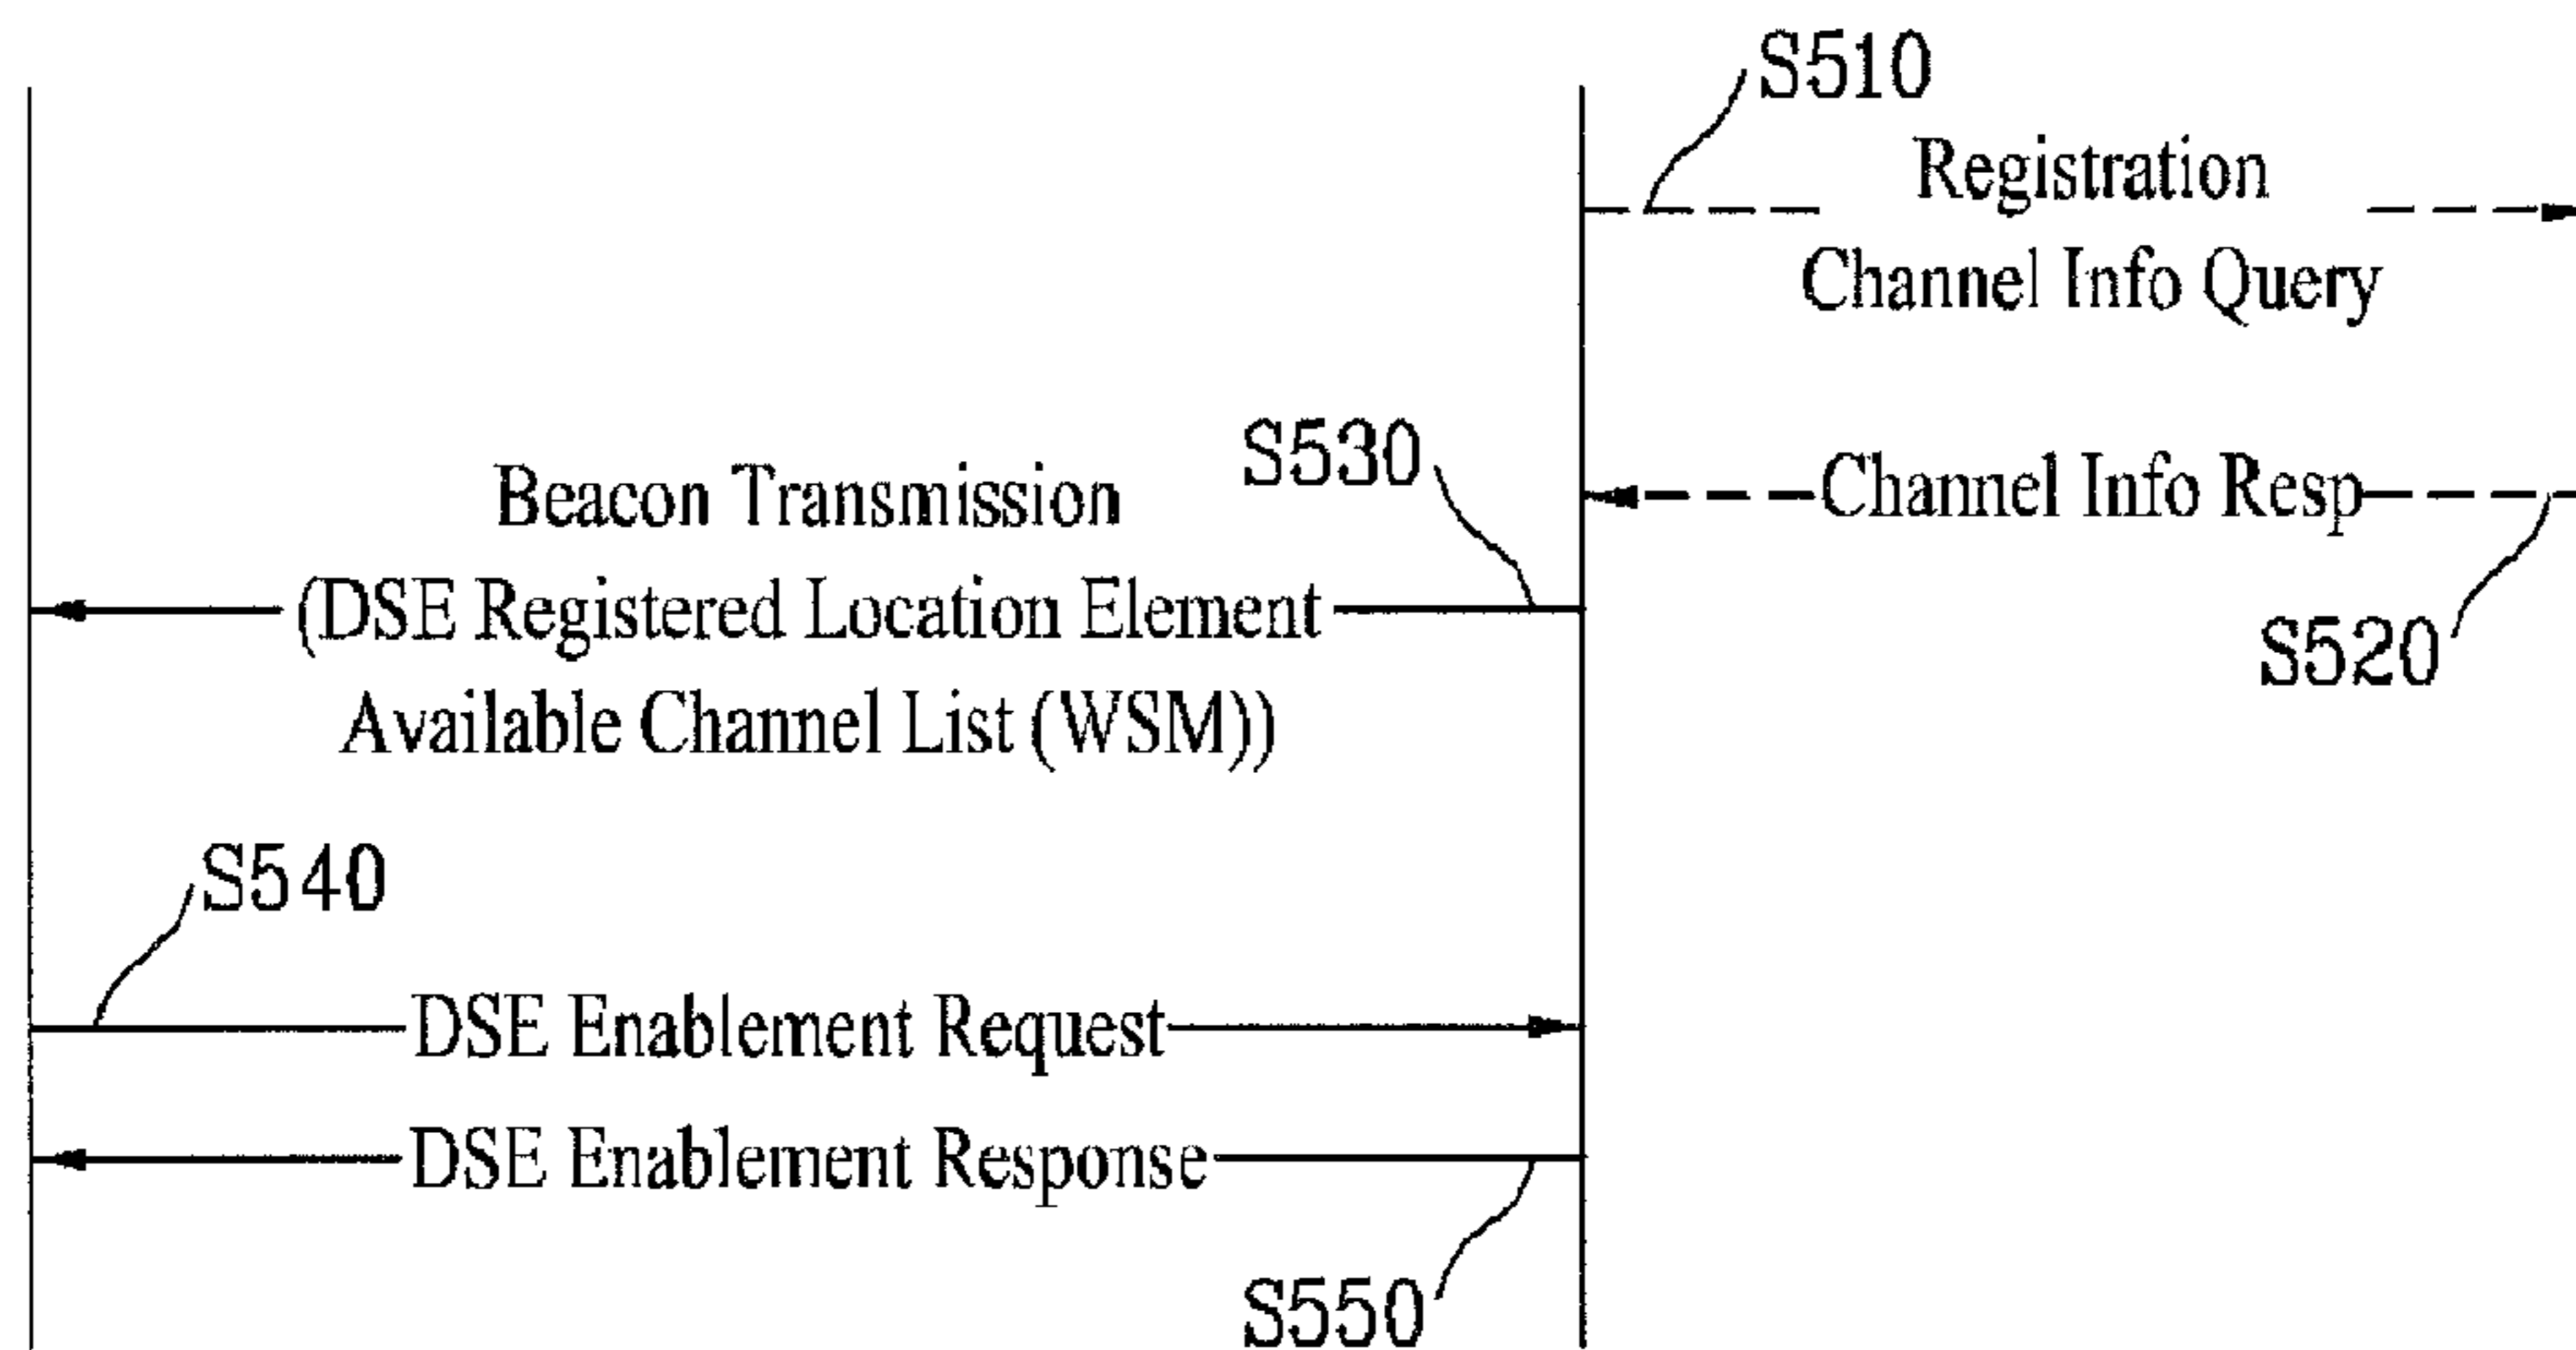 S510
Registration
Channel Info Query
S530
Channel Info Resp
Beacon Transmission
(DSE Registered Location Element
S520
Available Channel List (WSM))
S540
DSE Enablement Request
DSE Enablement Response
S550